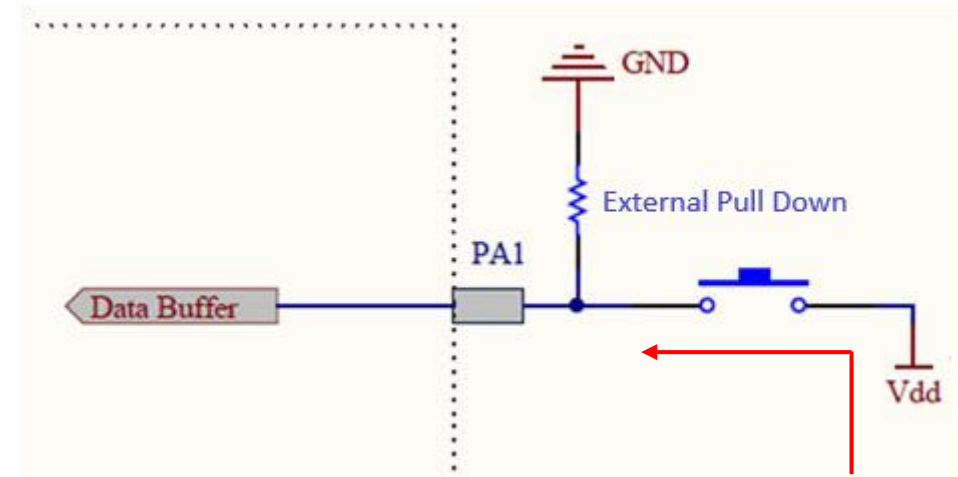 GND
External Pull Down
PA1
Data Buffer
Vdd